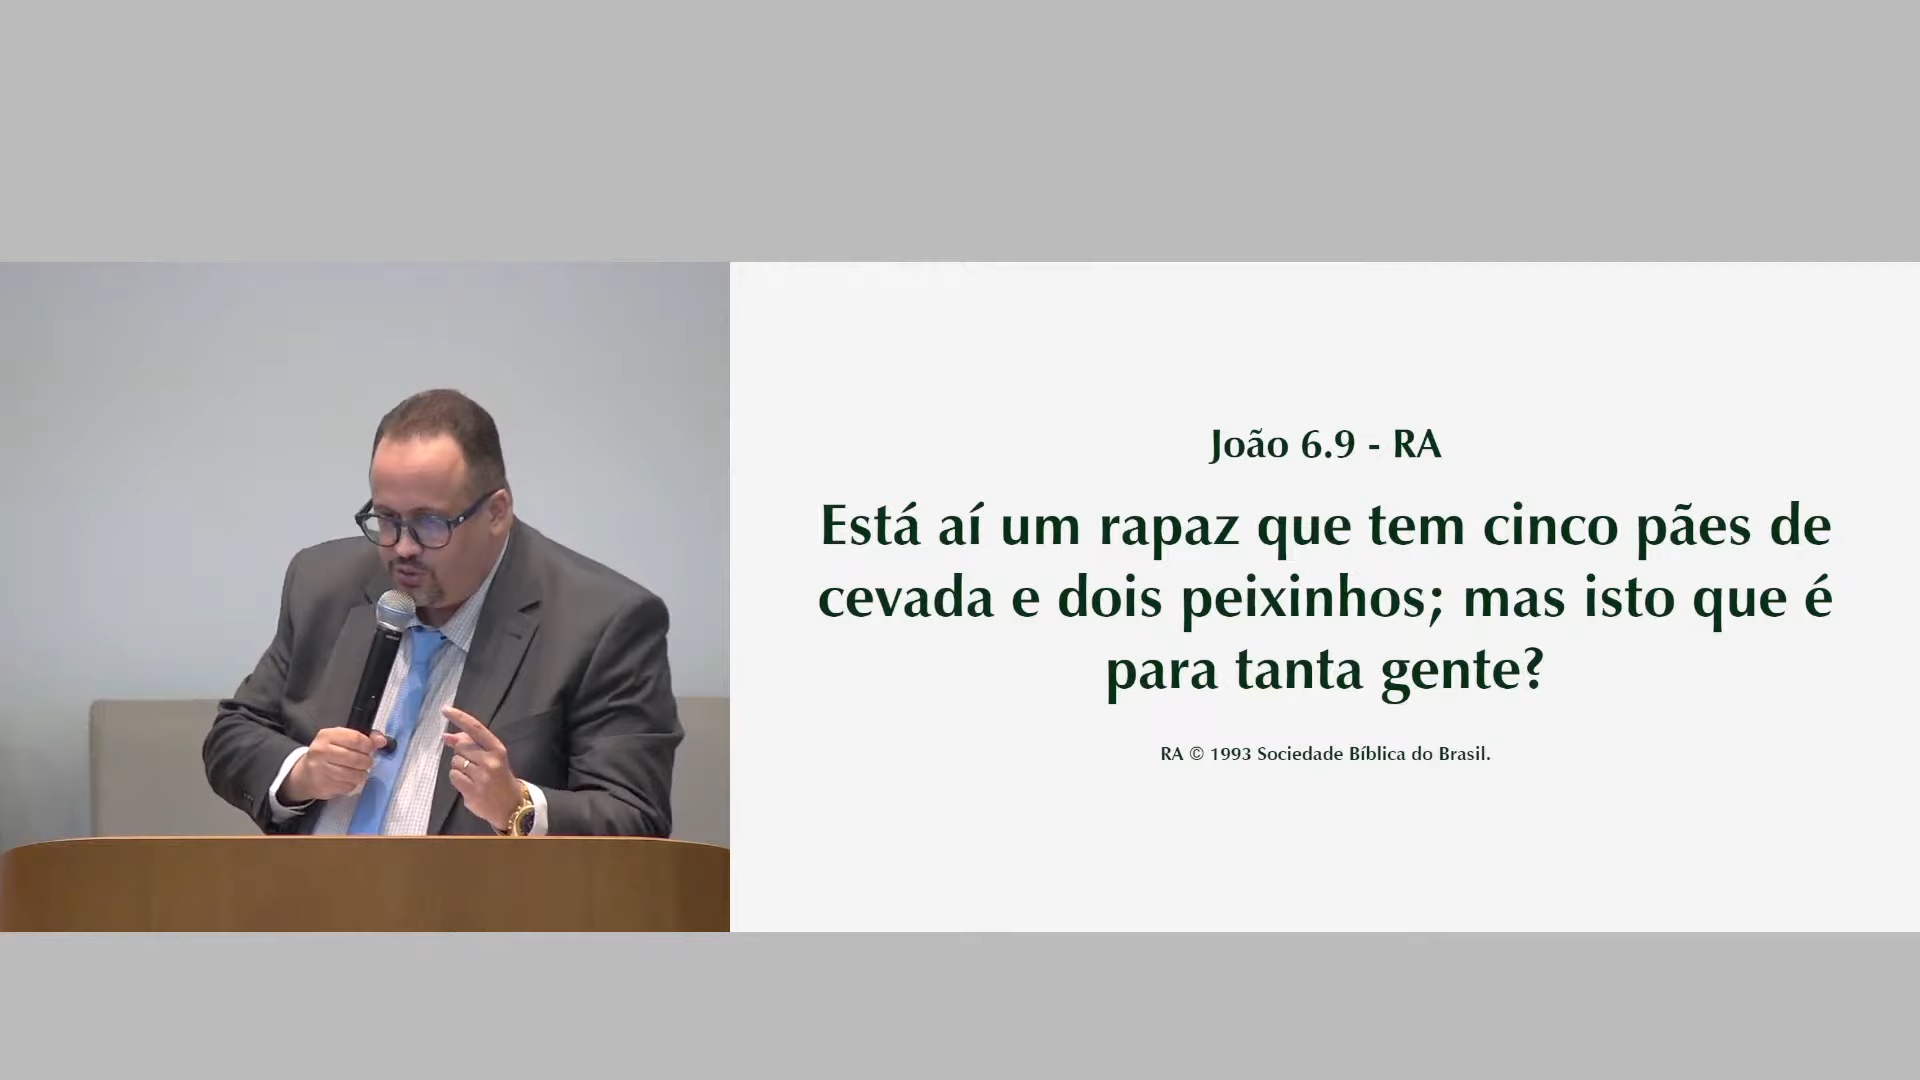 João 6.9 - RA
Está aí um rapaz que tem cinco pães de
cevada e dois peixinhos; mas isto que é
para tanta gente?
RA © 1993 Sociedade Bíblica do Brasil.